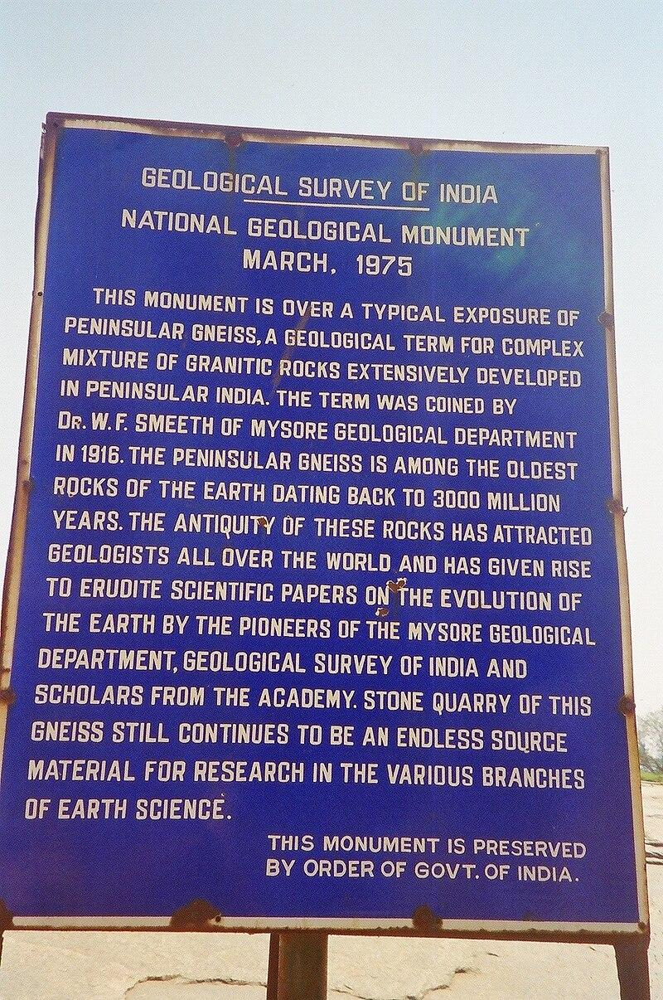 GEOLOGICAL SURVEY OF INDIA
NATIONAL GEOLOGICAL MONUMENT
MARCH, 1975
THIS MONUMENT IS OVER A TYPICAL EXPOSURE OF
PENINSULAR GNEISS, A GEOLOGICAL TERM FOR COMPLEX
MIXTURE OF GRANITIC ROCKS EXTENSIVELY DEVELOPED
IN PENINSULAR INDIA. THE TERM WAS COINED BY
DR. W. F. SMEETH OF MYSORE GEOLOGICAL DEPARTMENT
IN 1916. THE PENINSULAR GNEISS IS AMONG THE OLDEST
ROCKS OF THE EARTH DATING BACK TO 3000 MILLION
YEARS. THE ANTIQUITY OF THESE ROCKS HAS ATTRACTED
GEOLOGISTS ALL OVER THE WORLD AND HAS GIVEN RISE
TO ERUDITE SCIENTIFIC PAPERS ON THE EVOLUTION OF
THE EARTH BY THE PIONEERS OF THE MYSORE GEOLOGICAL
DEPARTMENT, GEOLOGICAL SURVEY OF INDIA AND
SCHOLARS FROM THE ACADEMY. STONE QUARRY OF THIS
GNEISS STILL CONTINUES TO BE AN ENDLESS SOURCE
MATERIAL FOR RESEARCH IN THE VARIOUS BRANCHES
OF EARTH SCIENCE.
THIS MONUMENT IS PRESERVED
BY ORDER OF GOVT. OF INDIA.